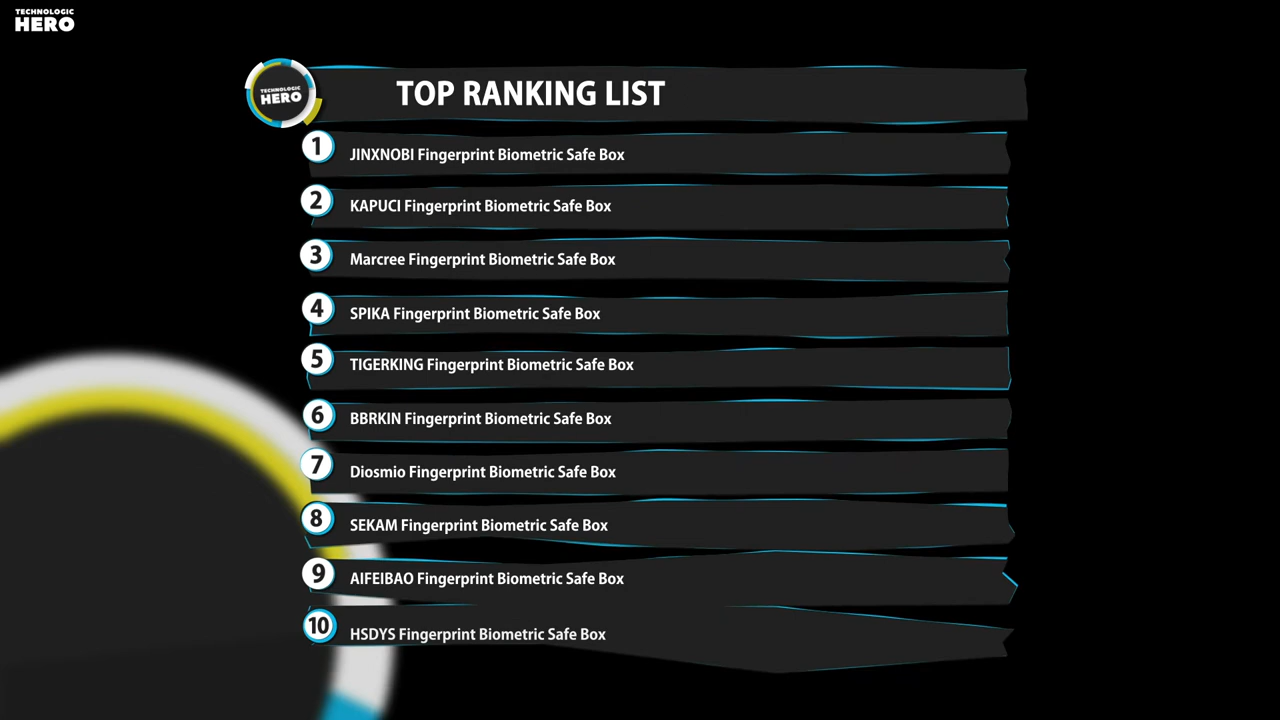 TECHNOLOGIC
HERO
TECHNOLOGIC
HERO
TOP RANKING LIST
1 JINXNOBI Fingerprint Biometric Safe Box
2 KAPUCI Fingerprint Biometric Safe Box
3 Marcree Fingerprint Biometric Safe Box
4 SPIKA Fingerprint Biometric Safe Box
5 TIGERKING Fingerprint Biometric Safe Box
6 BBRKIN Fingerprint Biometric Safe Box
7 Diosmio Fingerprint Biometric Safe Box
8 SEKAM Fingerprint Biometric Safe Box
9 AIFEIBAO Fingerprint Biometric Safe Box
10 HSDYS Fingerprint Biometric Safe Box